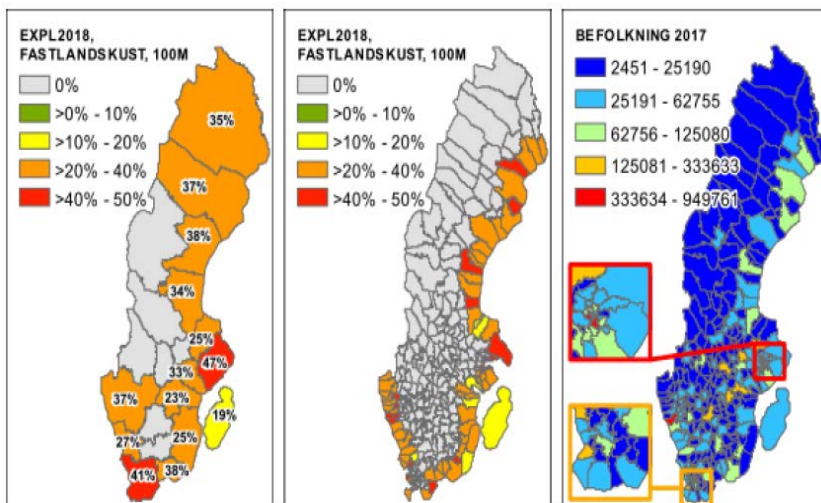 EXPL2018,
FASTLANDSKUST, 100M
0%
>0% - 10%
>10% - 20%
>20% - 40%
>40% - 50%
35%
37%
38%
34%
25%
47%
33%
37%
23%
19%
27%
25%
41%
38%
EXPL2018,
FASTLANDSKUST, 100M
0%
>0% - 10%
>10% - 20%
>20% - 40%
>40% - 50%
BEFOLKNING 2017
2451 - 25190
25191 - 62755
62756 - 125080
125081 - 333633
333634 - 949761